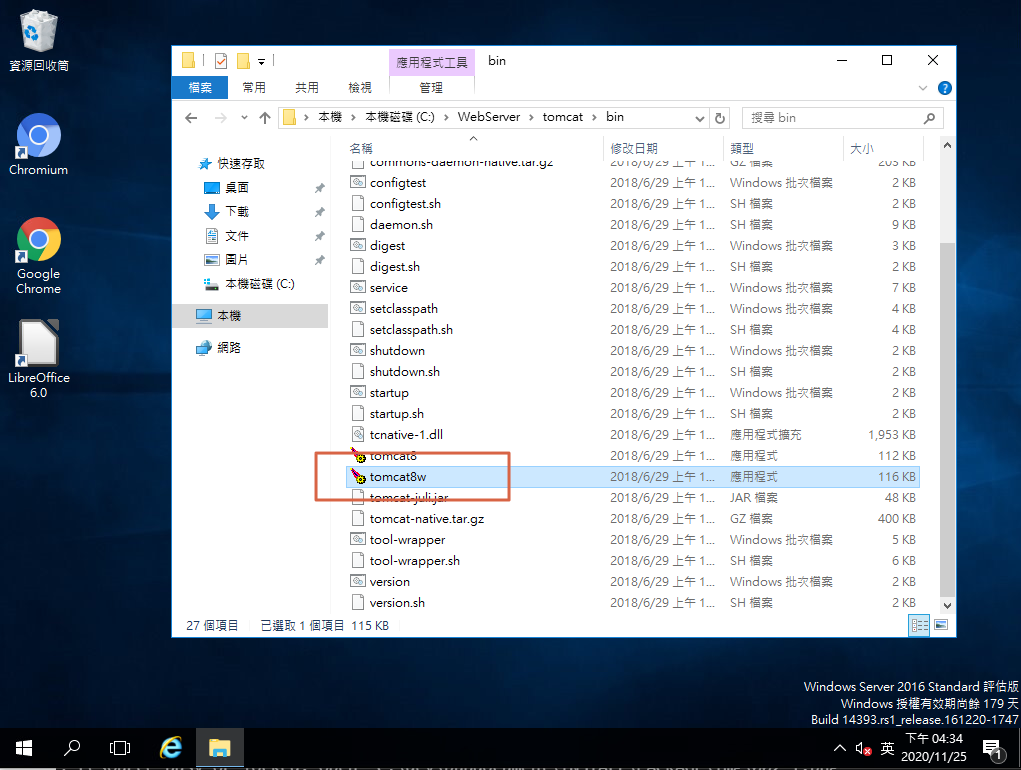 資源回收筒
Chromium
Google
Chrome
LibreOffice
6.0
應用程式工具 bin
檔案 常用 共用 檢視 管理
本機 本機磁碟 (C:) WebServer tomcat bin
搜尋 bin
快速存取
桌面
下載
文件
圖片
本機磁碟 (C:)
本機
網路
名稱 修改日期 類型 大小
commons-daemon-native.tar.gz 2018/6/29 上午 1... GZ 檔案 203 KB
configtest 2018/6/29 上午 1... Windows 批次檔案 2 KB
configtest.sh 2018/6/29 上午 1... SH 檔案 2 KB
daemon.sh 2018/6/29 上午 1... SH 檔案 9 KB
digest 2018/6/29 上午 1... Windows 批次檔案 3 KB
digest.sh 2018/6/29 上午 1... SH 檔案 2 KB
service 2018/6/29 上午 1... Windows 批次檔案 7 KB
setclasspath 2018/6/29 上午 1... Windows 批次檔案 4 KB
setclasspath.sh 2018/6/29 上午 1... SH 檔案 4 KB
shutdown 2018/6/29 上午 1... Windows 批次檔案 2 KB
shutdown.sh 2018/6/29 上午 1... SH 檔案 2 KB
startup 2018/6/29 上午 1... Windows 批次檔案 2 KB
startup.sh 2018/6/29 上午 1... SH 檔案 2 KB
tcnative-1.dll 2018/6/29 上午 1... 應用程式擴充 1,953 KB
tomcat8 2018/6/29 上午 1... 應用程式 112 KB
tomcat8w 2018/6/29 上午 1... 應用程式 116 KB
tomcat-juli.jar 2018/6/29 上午 1... JAR 檔案 48 KB
tomcat-native.tar.gz 2018/6/29 上午 1... GZ 檔案 400 KB
tool-wrapper 2018/6/29 上午 1... Windows 批次檔案 5 KB
tool-wrapper.sh 2018/6/29 上午 1... SH 檔案 6 KB
version 2018/6/29 上午 1... Windows 批次檔案 2 KB
version.sh 2018/6/29 上午 1... SH 檔案 2 KB
27 個項目 已選取 1 個項目 115 KB
Windows Server 2016 Standard 評估版
Windows 授權有效期尚餘 179 天
Build 14393.rs1_release.161220-1747
英
下午 04:34
2020/11/25
1